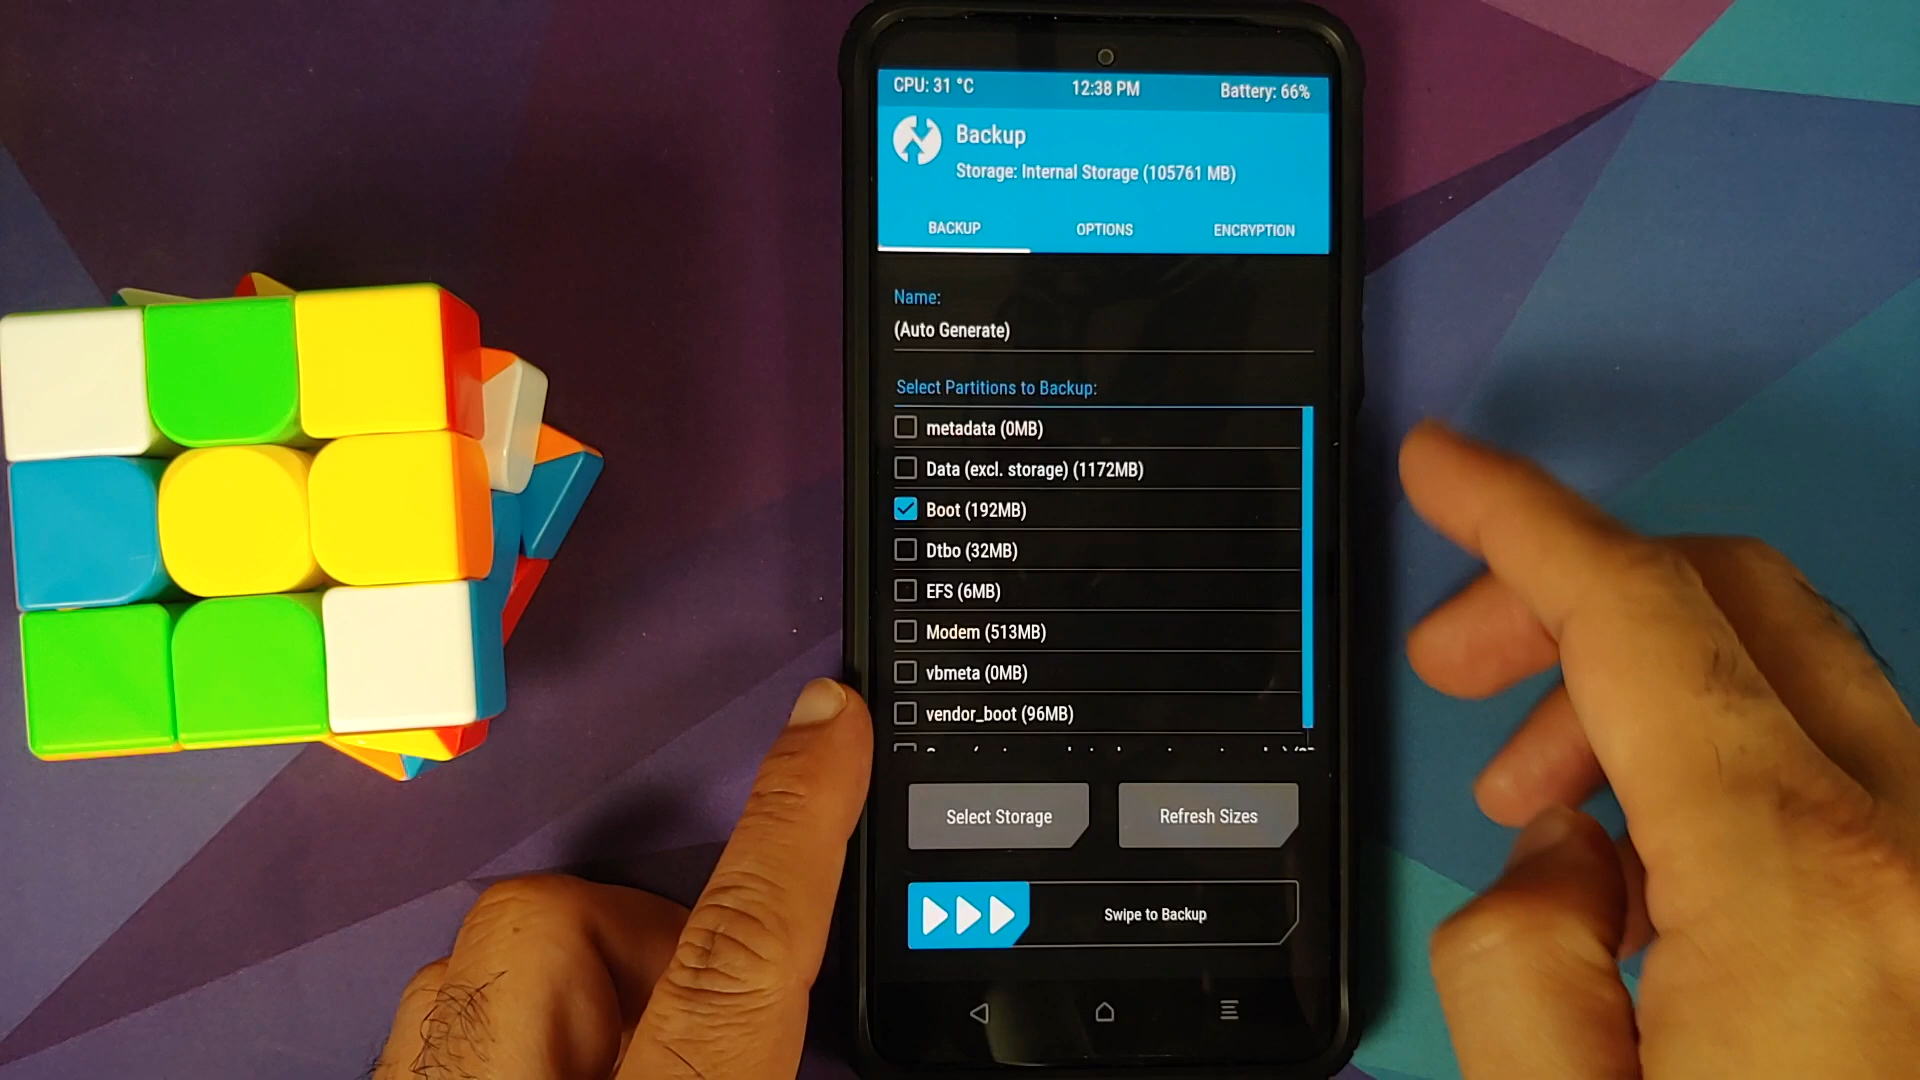 CPU: 31 °C 12:38 PM Battery: 66%
Backup
Storage: Internal Storage (105761 MB)
BACKUP OPTIONS ENCRYPTION
Name:
(Auto Generate)
Select Partitions to Backup:
metadata (0MB)
Data (excl. storage) (1172MB)
Boot (192MB)
Dtbo (32MB)
EFS (6MB)
Modem (513MB)
vbmeta (0MB)
vendor_boot (96MB)
Select Storage Refresh Sizes
Swipe to Backup